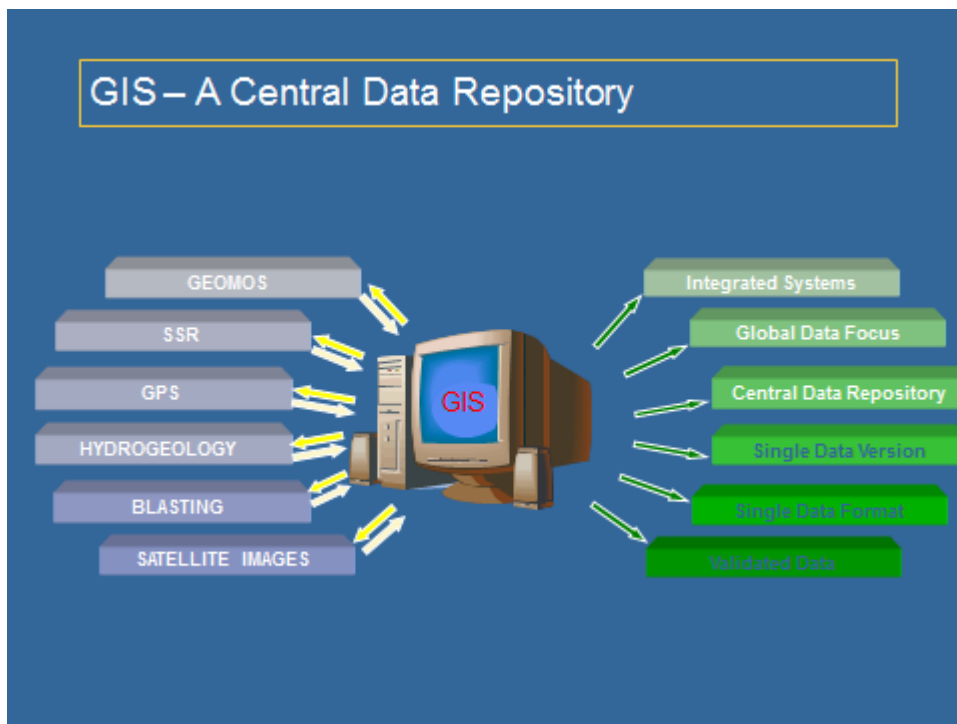 GIS – A Central Data Repository
GEOMOS
SSR
GPS
HYDROGEOLOGY
BLASTING
SATELLITE IMAGES
GIS
Integrated Systems
Global Data Focus
Central Data Repository
Single Data Version
Single Data Format
Validated Data